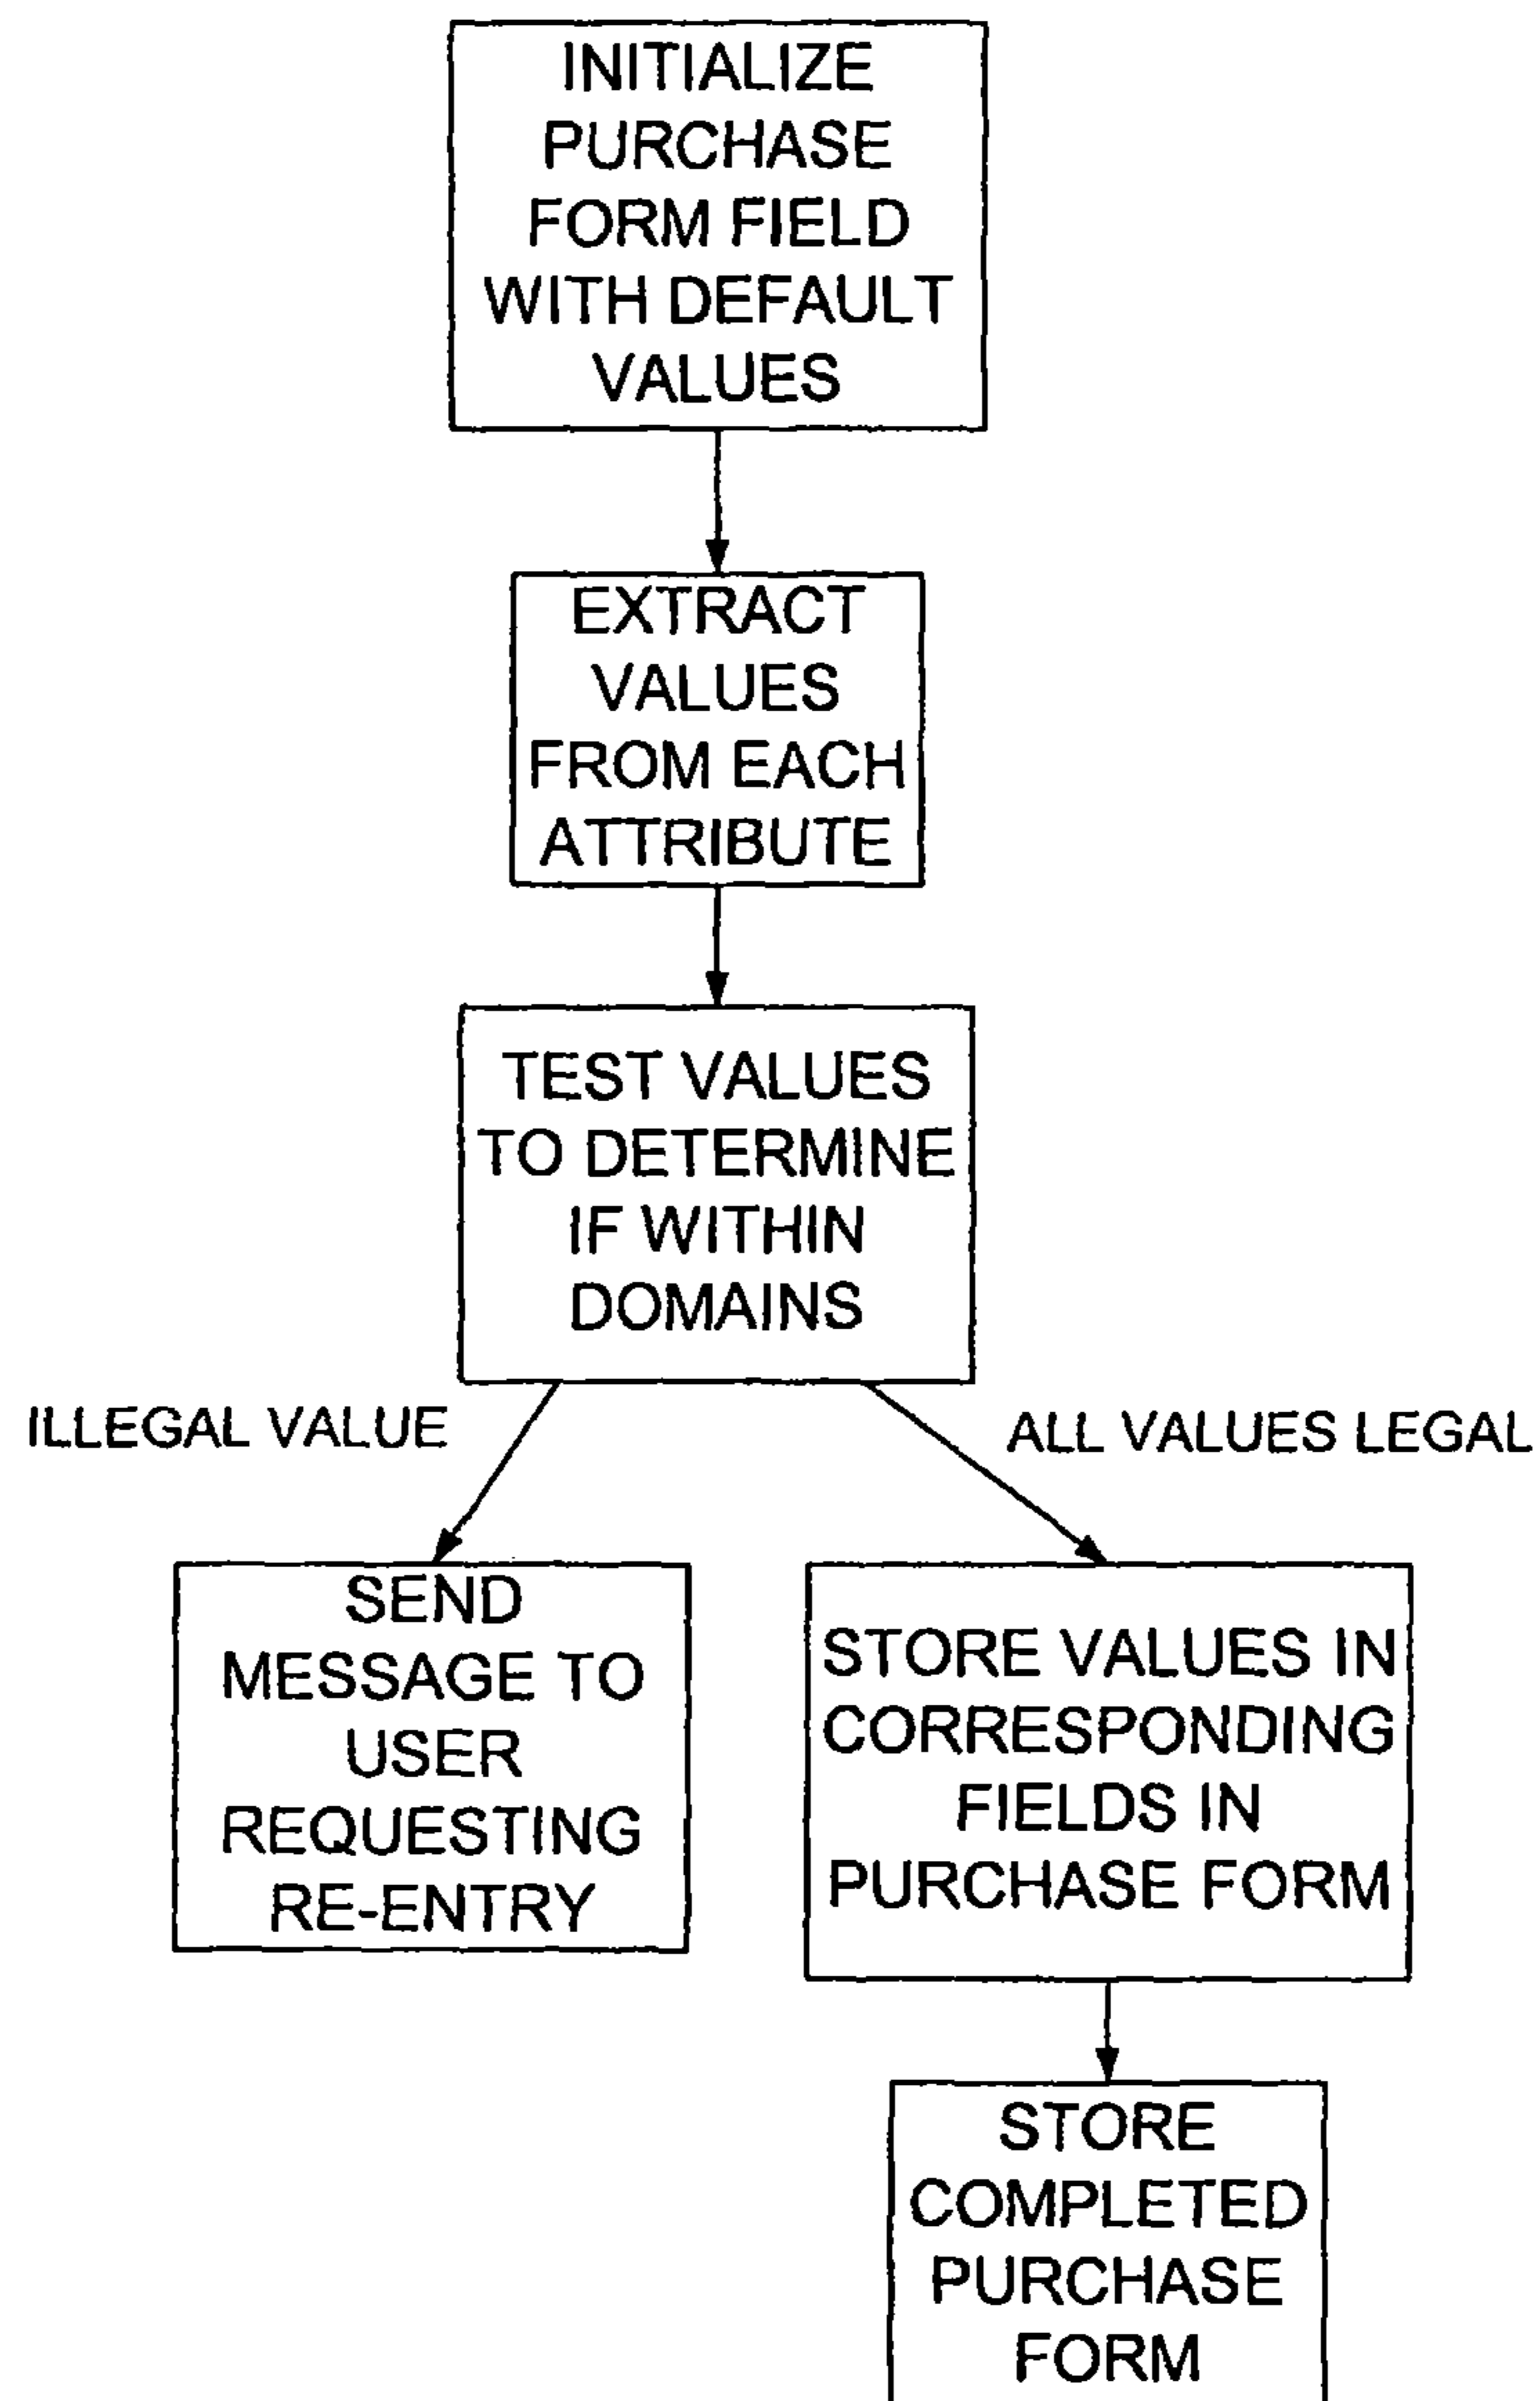 INITIALIZE
PURCHASE
FORM FIELD
WITH DEFAULT
VALUES
EXTRACT
VALUES
FROM EACH
ATTRIBUTE
TEST VALUES
TO DETERMINE
IF WITHIN
DOMAINS
ILLEGAL VALUE
ALL VALUES LEGAL
SEND
MESSAGE TO
USER
REQUESTING
RE-ENTRY
STORE VALUES IN
CORRESPONDING
FIELDS IN
PURCHASE FORM
STORE
COMPLETED
PURCHASE
FORM